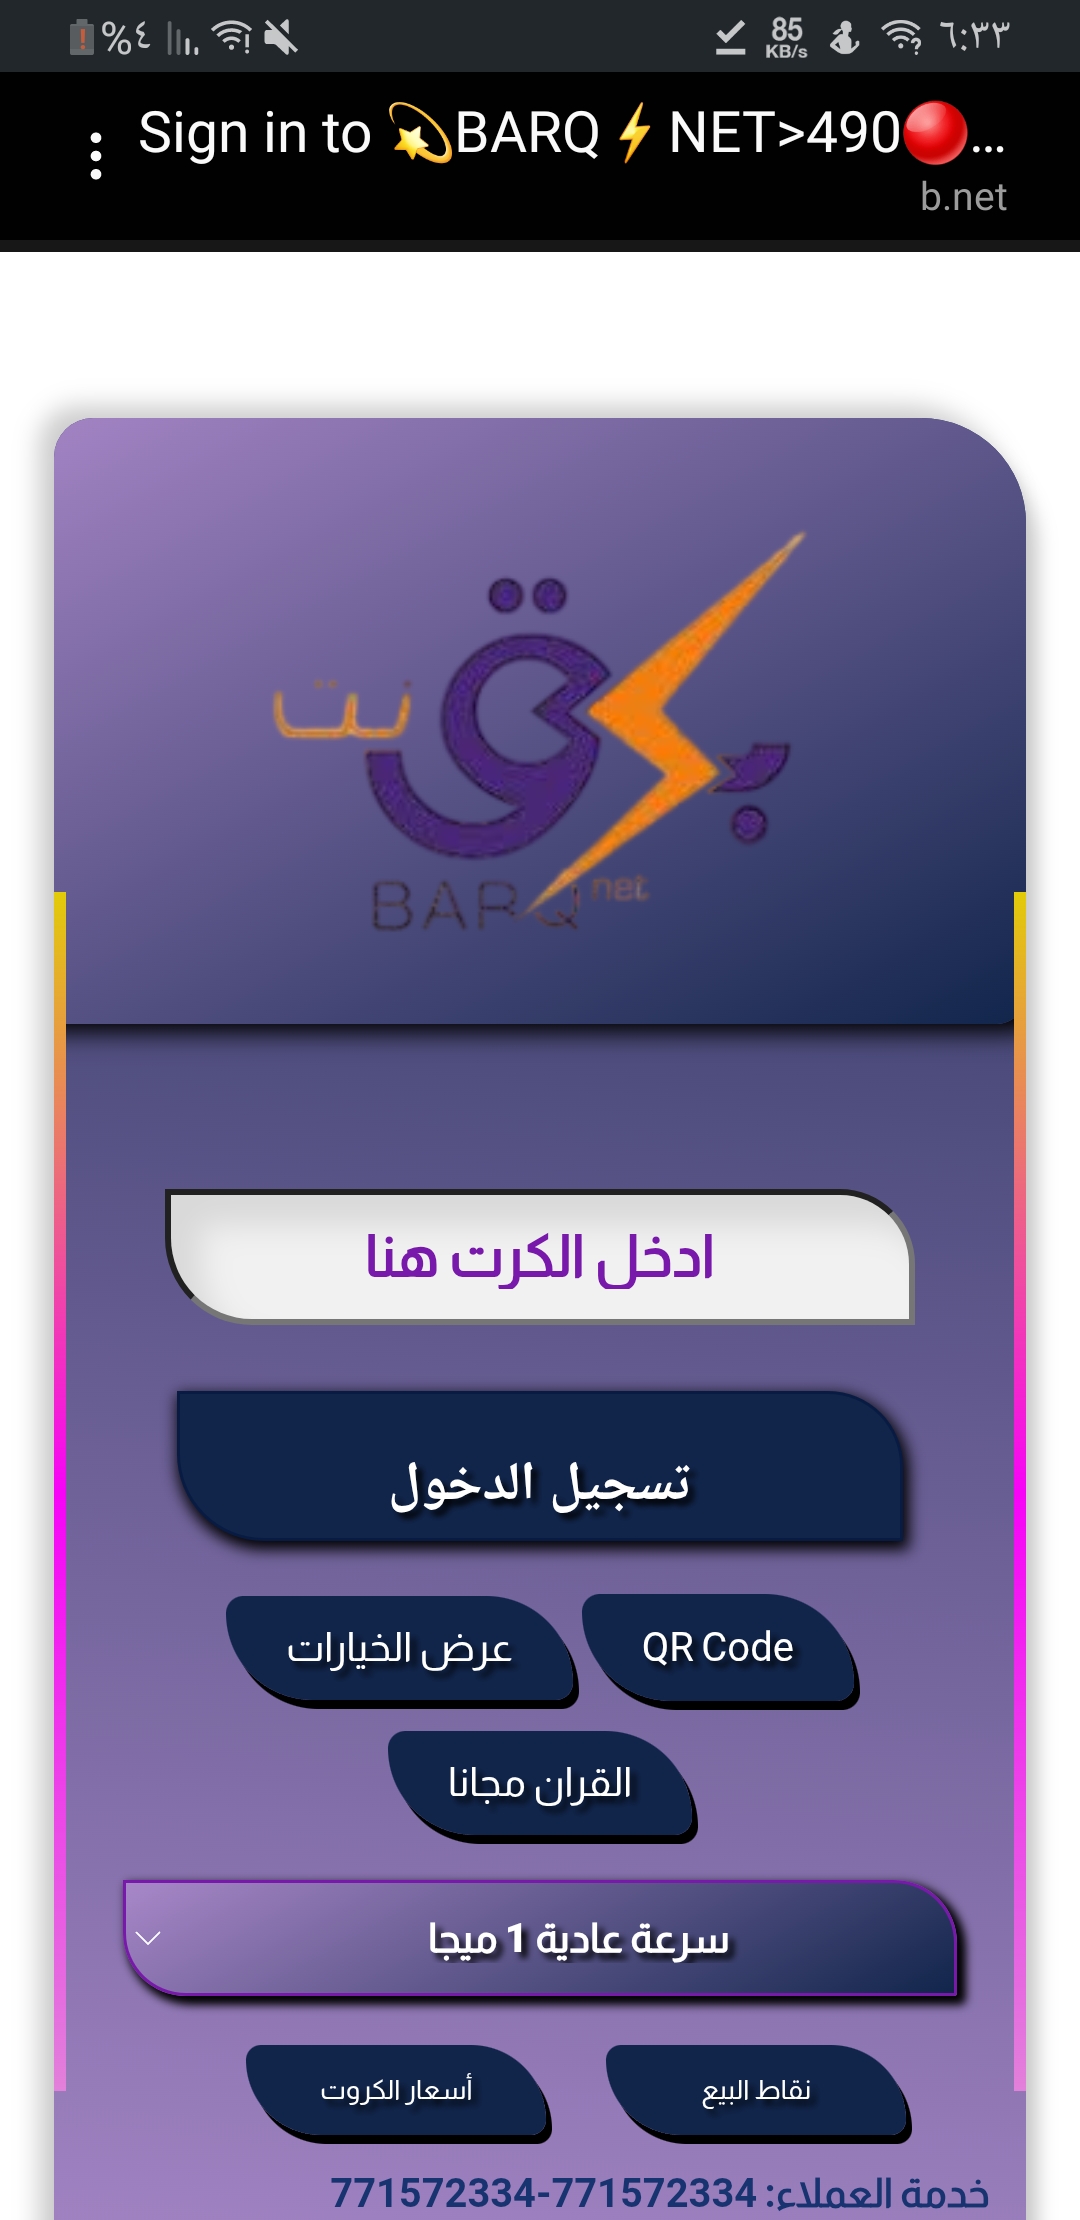 %٤ 85 KB/s ٦:٣٣
Sign in to 💫BARQ⚡NET>490🔴...
b.net
برق نت
BARQ net
ادخل الكرت هنا
تسجيل الدخول
QR Code عرض الخيارات
القران مجانا
سرعة عادية 1 ميجا
نقاط البيع أسعار الكروت
خدمة العملاء: 771572334-771572334